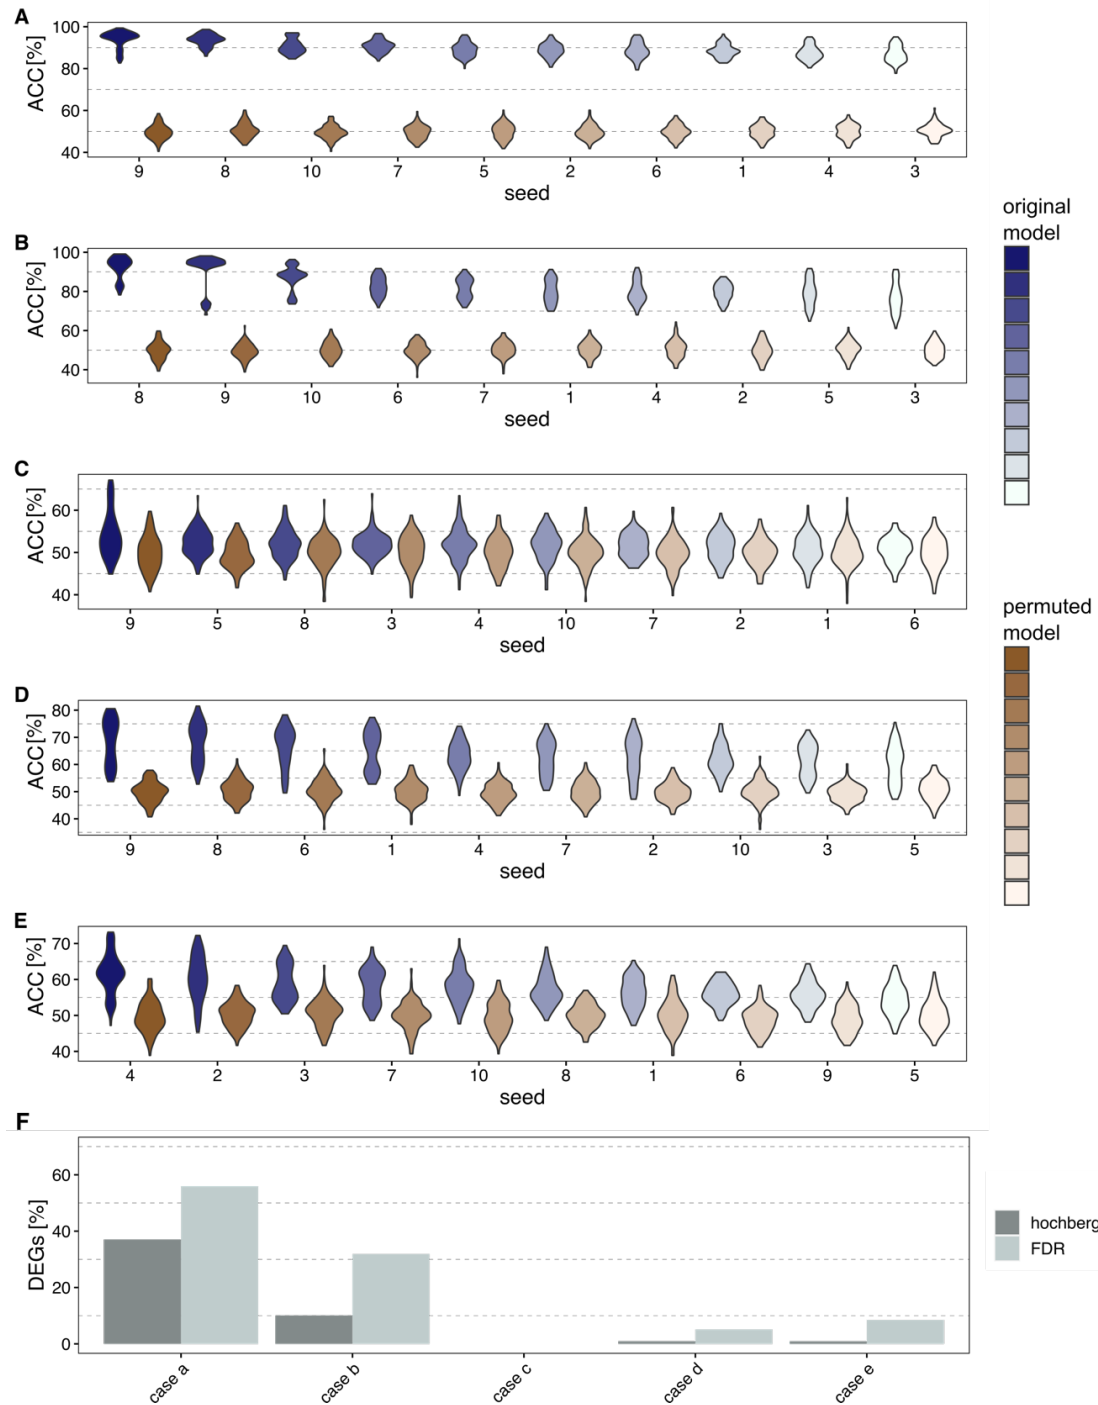 A
ACC[%]
100
80
60
40
9 8 10 7 5 2 6 1 4 3
seed
B
ACC[%]
100
80
60
40
8 9 10 6 7 1 4 2 5 3
seed
C
ACC[%]
60
50
40
9 5 8 3 4 10 7 2 1 6
seed
D
ACC[%]
80
70
60
50
40
9 8 6 1 4 7 2 10 3 5
seed
E
ACC [%]
70
60
50
40
4 2 3 7 10 8 1 6 9 5
seed
F
DEGs [%]
60
40
20
0
case a case b case c case d case e
original
model
permuted
model
hochberg
FDR